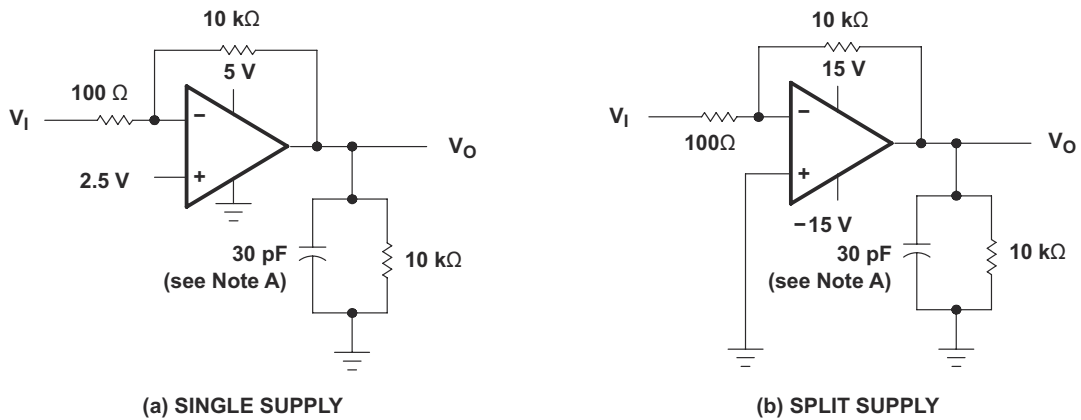 10 kΩ
5 V
100 Ω
V_I
−
2.5 V
+
V_O
30 pF
(see Note A)
10 kΩ
(a) SINGLE SUPPLY
10 kΩ
15 V
V_I
100Ω
−
+
V_O
−15 V
30 pF
(see Note A)
10 kΩ
(b) SPLIT SUPPLY